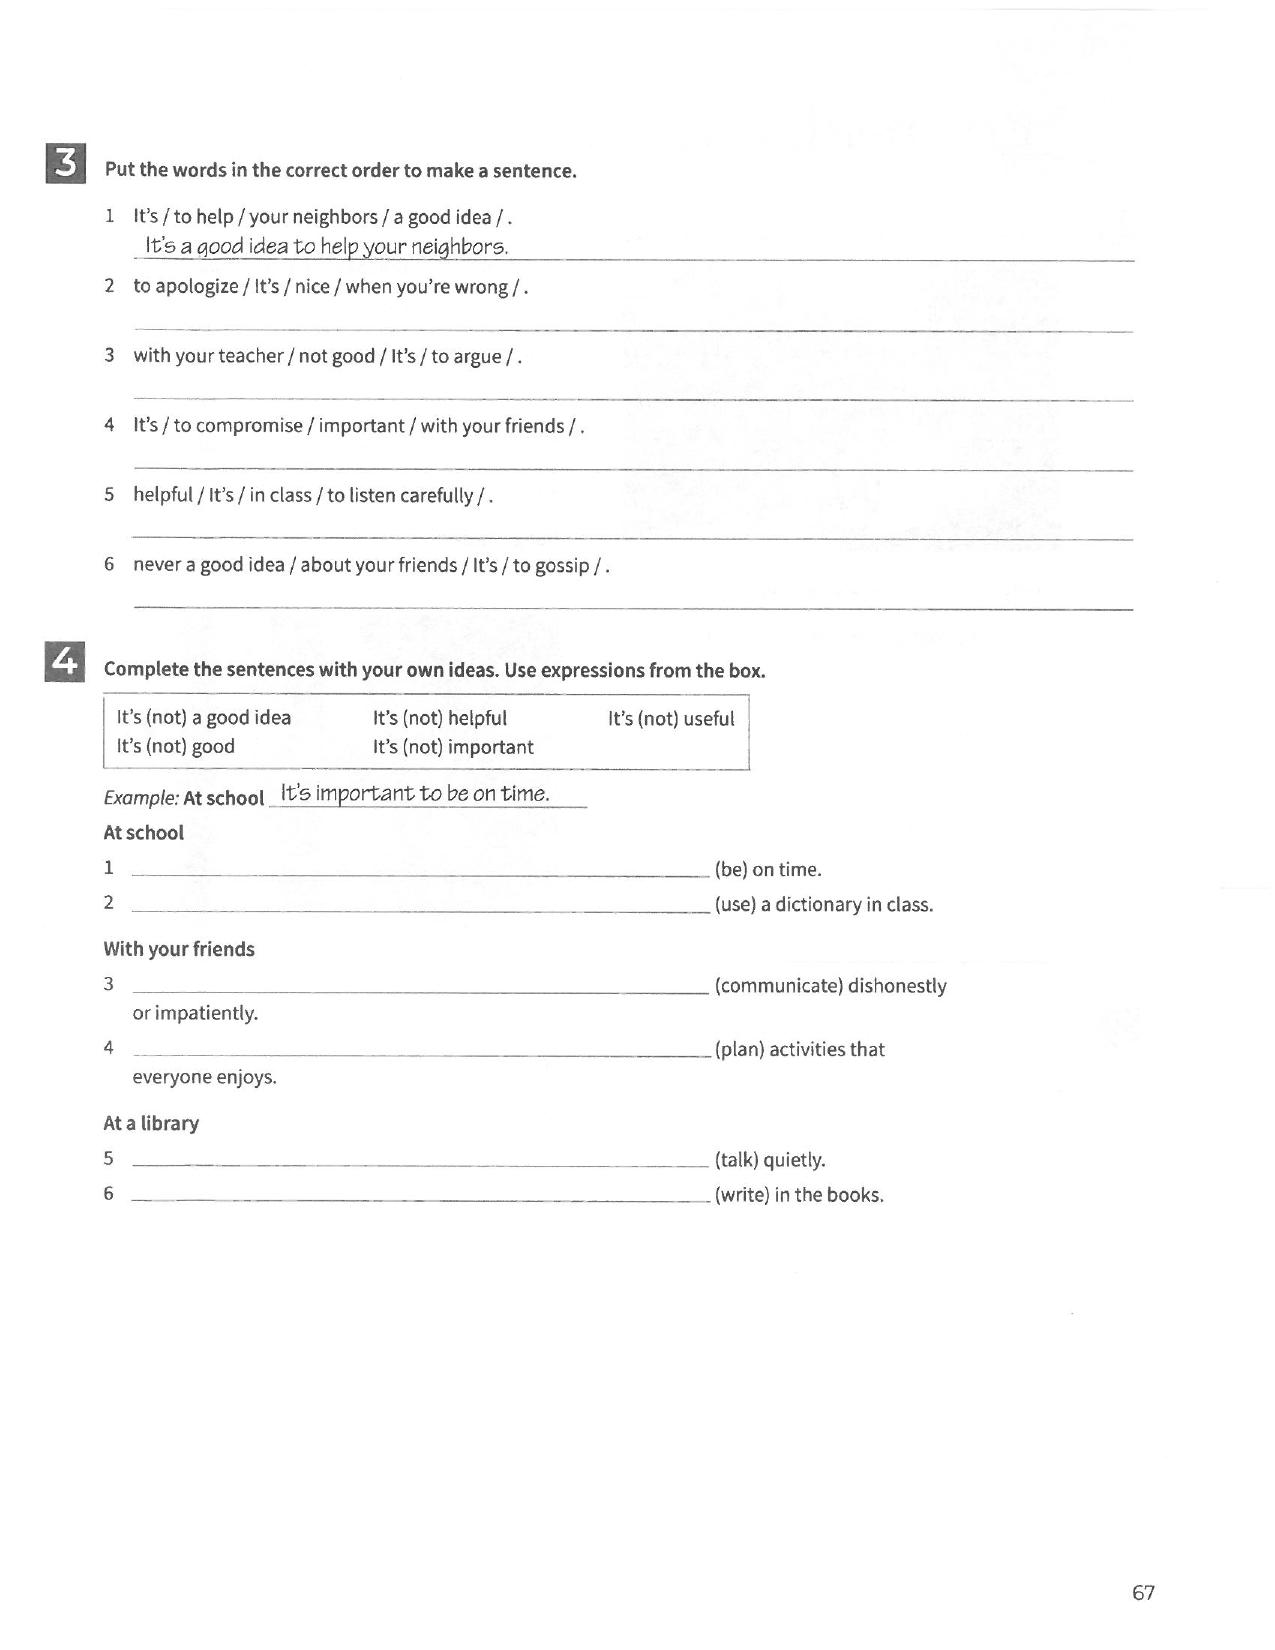 3 Put the words in the correct order to make a sentence.
1 It's / to help / your neighbors / a good idea / .
It's a good idea to help your neighbors.
2 to apologize / It's / nice / when you're wrong / .
3 with your teacher / not good / It's / to argue / .
4 It's / to compromise / important / with your friends / .
5 helpful / It's / in class / to listen carefully / .
6 never a good idea / about your friends / It's / to gossip / .
4 Complete the sentences with your own ideas. Use expressions from the box.
It's (not) a good idea It's (not) helpful It's (not) useful
It's (not) good It's (not) important
Example: At school It's important to be on time.
At school
1 (be) on time.
2 (use) a dictionary in class.
With your friends
3 (communicate) dishonestly
or impatiently.
4 (plan) activities that
everyone enjoys.
At a library
5 (talk) quietly.
6 (write) in the books.
67